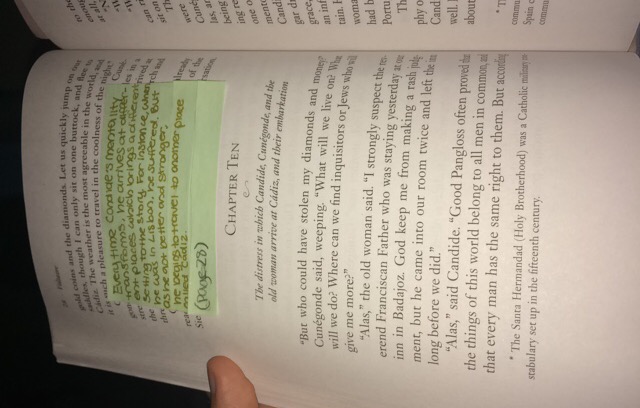 28 Voltaire
gold coins and the diamonds. Let us quickly jump on our
saddles, though I can only sit on one buttock, and flee to
Cádiz. The weather is the most agreeable in the world, and
it is such a pleasure to travel in the coolness of the night."
Every time Candide's mentality
transforms, he arrives at
places which brings a different
setting to the story. For instance, when
he was in Lisbon, he suffered. But
as he got better and stronger,
he begins to travel to another place
called Cádiz.
(page 28)
CHAPTER TEN
The distress in which Candide, Cunégonde, and the
old woman arrive at Cádiz, and their embarkation
"But who could have stolen my diamonds and money?"
Cunégonde said, weeping. "What will we live on? What
will we do? Where can we find inquisitors or Jews who will
give me more?"
"Alas," the old woman said. "I strongly suspect the rev-
erend Franciscan Father who was staying yesterday at our
inn in Badajoz. God keep me from making a rash judg-
ment, but he came into our room twice and left the inn
long before we did."
"Alas," said Candide. "Good Pangloss often proved that
the things of this world belong to all men in common, and
that every man has the same right to them. But according
* The Santa Hermandad (Holy Brotherhood) was a Catholic military con-
stabulary set up in the fifteenth century.